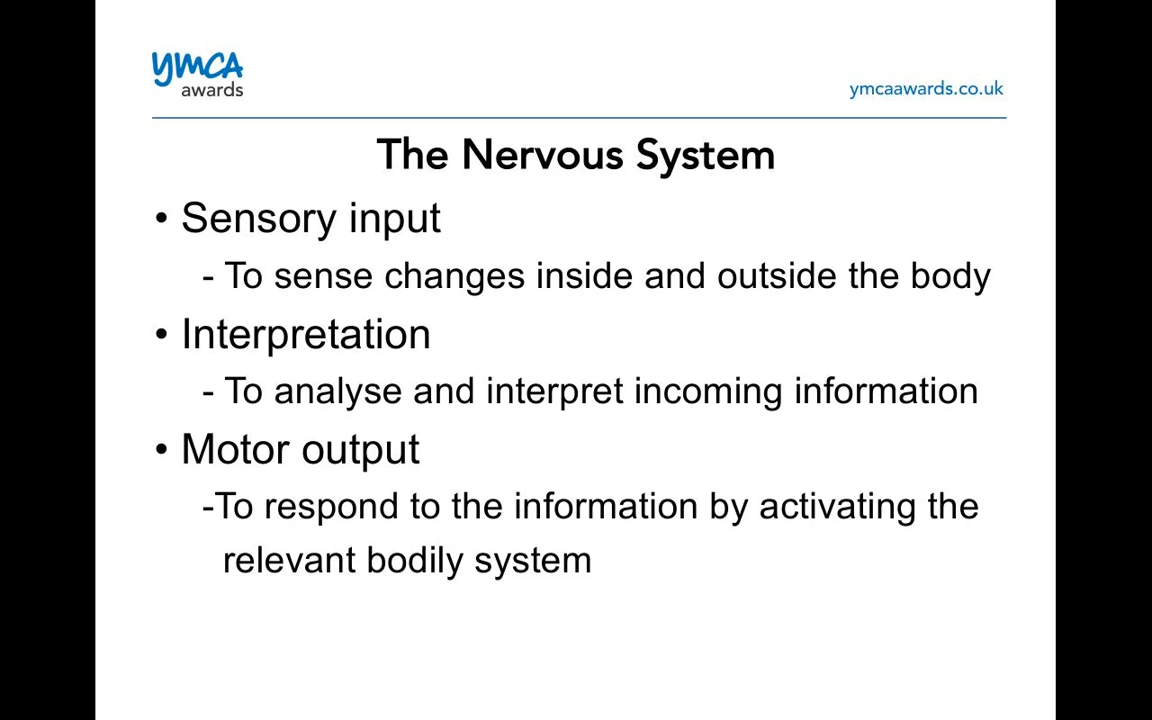 ymca
awards
ymcaawards.co.uk
The Nervous System
• Sensory input
- To sense changes inside and outside the body
• Interpretation
- To analyse and interpret incoming information
• Motor output
-To respond to the information by activating the
relevant bodily system